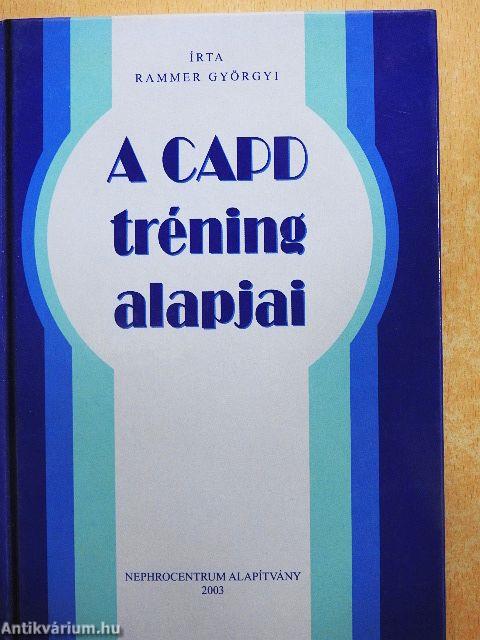 ÍRTA
RAMMER GYÖRGYI
A CAPD
tréning
alapjai
NEPHROCENTRUM ALAPÍTVÁNY
2003
Antikvárium.hu